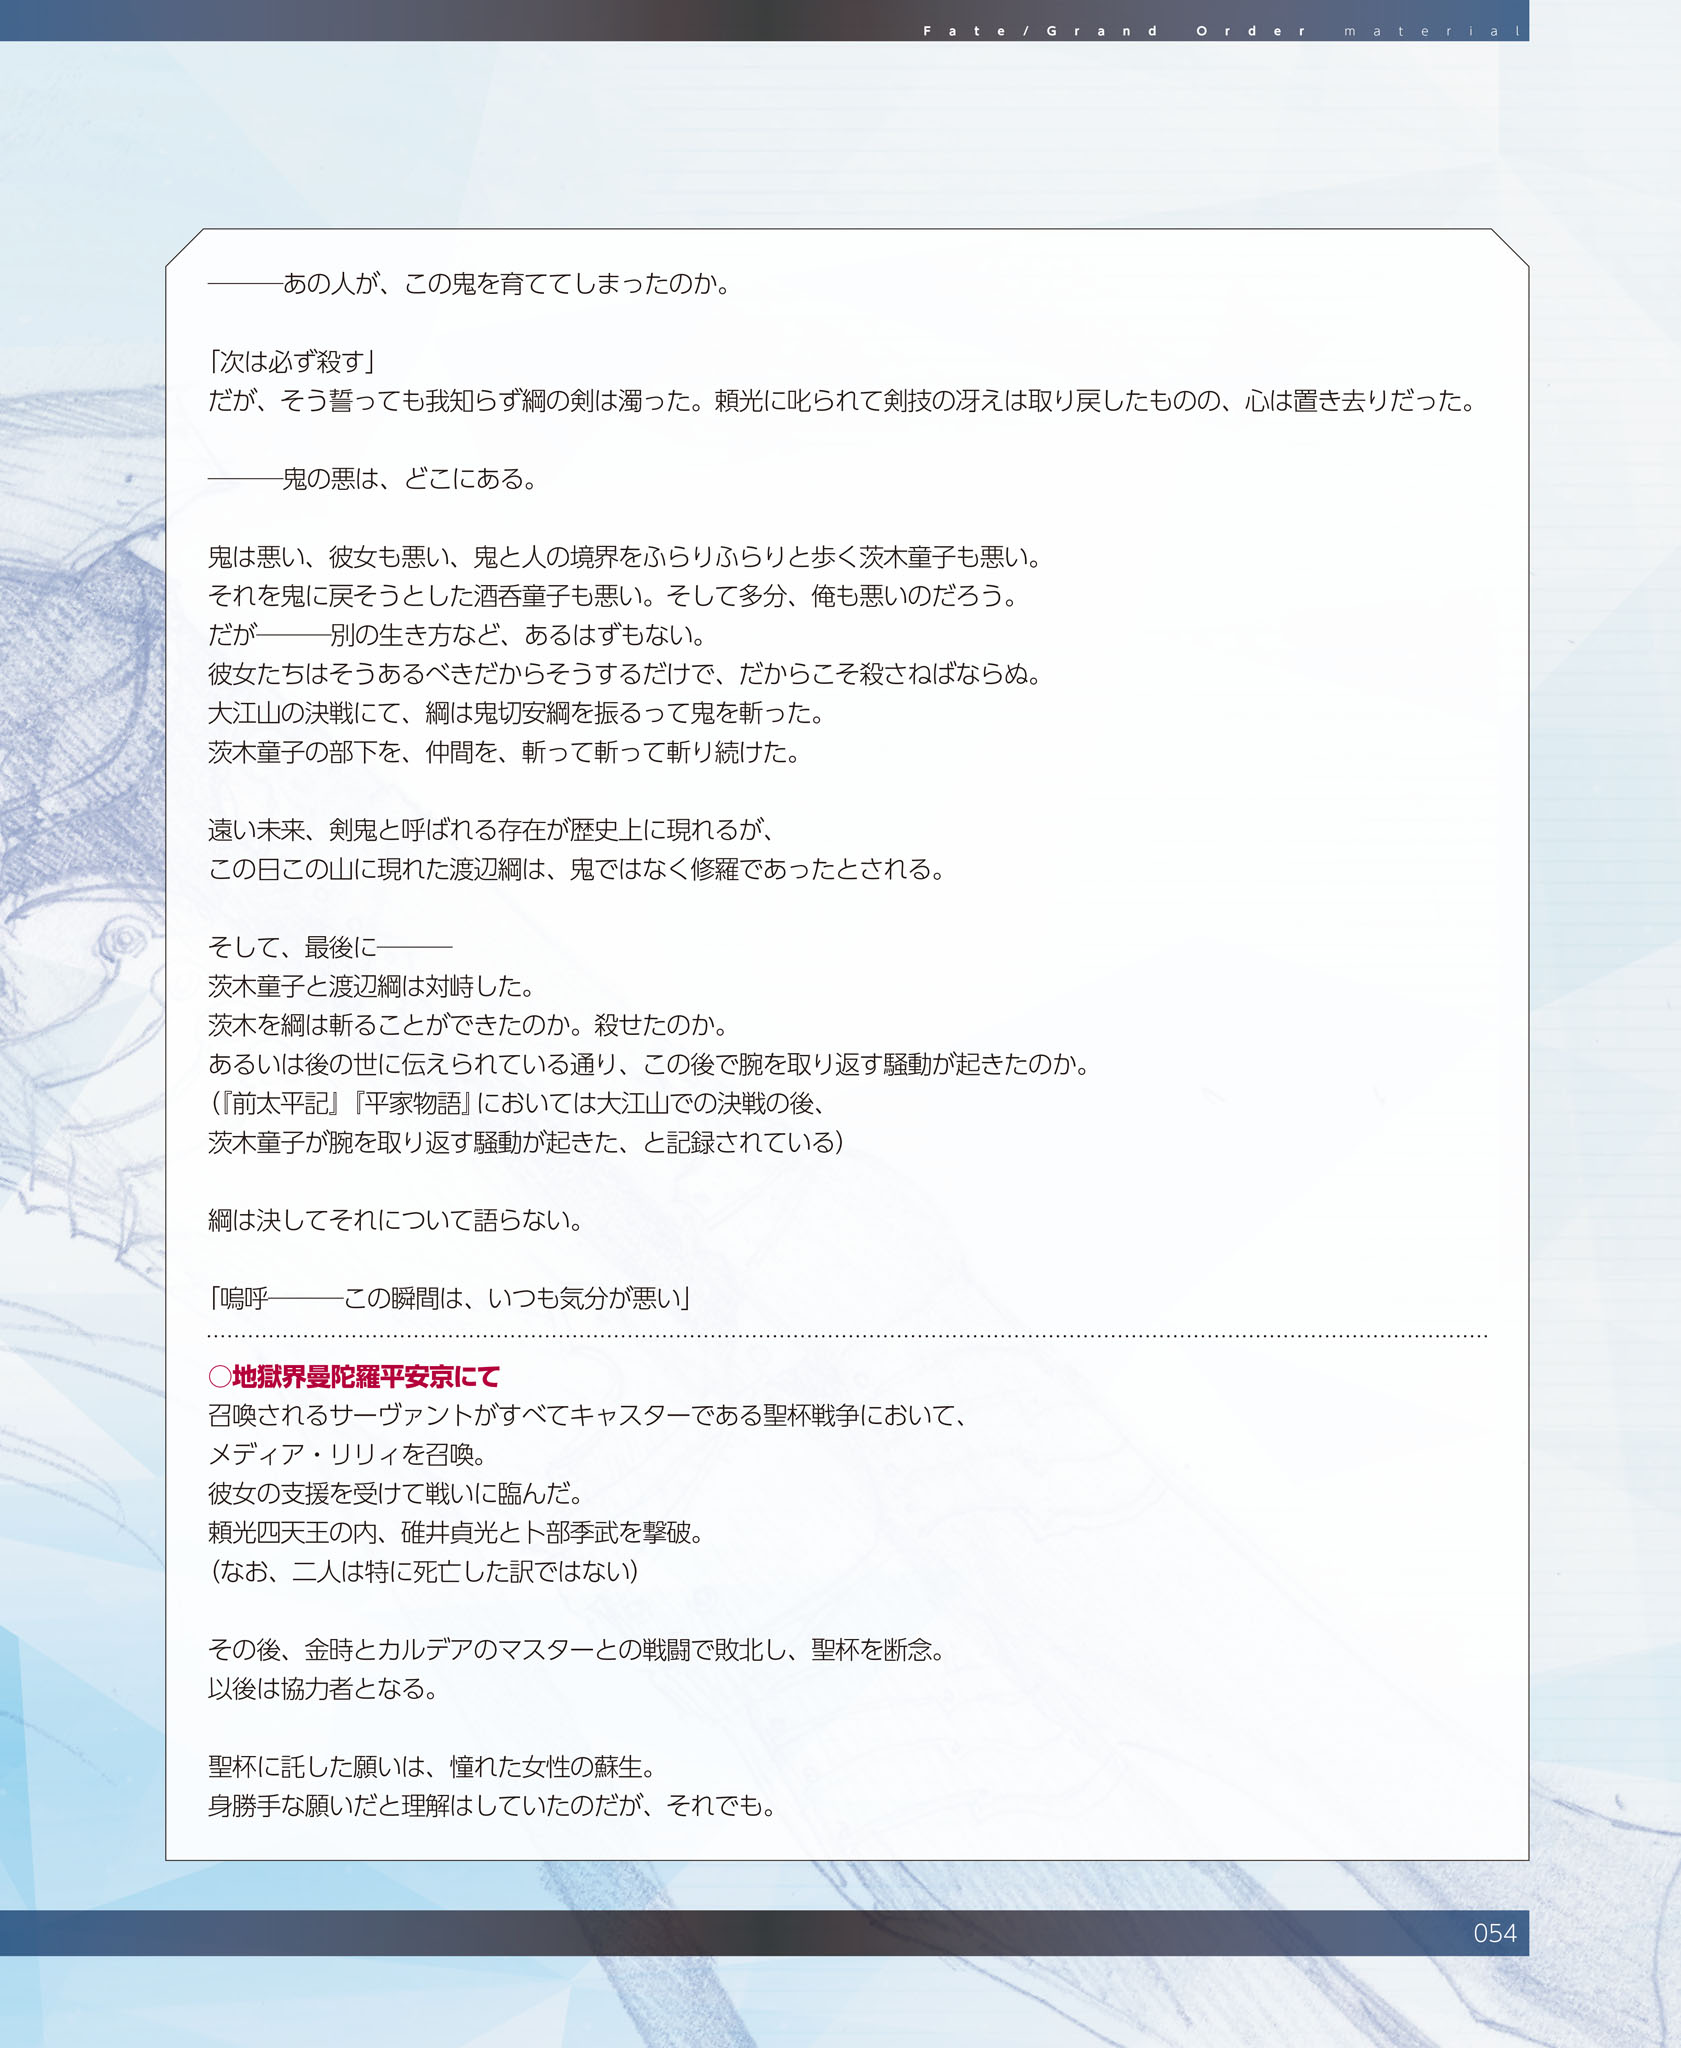 Fate/Grand Order material
———あの人が、この鬼を育ててしまったのか。
「次は必ず殺す」
だが、そう誓っても我知らず綱の剣は濁った。頼光に叱られて剣技の冴えは取り戻したものの、心は置き去りだった。
———鬼の悪は、どこにある。
鬼は悪い、彼女も悪い、鬼と人の境界をふらりふらりと歩く茨木童子も悪い。
それを鬼に戻そうとした酒呑童子も悪い。そして多分、俺も悪いのだろう。
だが———別の生き方など、あるはずもない。
彼女たちはそうあるべきだからそうするだけで、だからこそ殺さねばならぬ。
大江山の決戦にて、綱は鬼切安綱を振るって鬼を斬った。
茨木童子の部下を、仲間を、斬って斬って斬り続けた。
遠い未来、剣鬼と呼ばれる存在が歴史上に現れるが、
この日この山に現れた渡辺綱は、鬼ではなく修羅であったとされる。
そして、最後に———
茨木童子と渡辺綱は対峙した。
茨木を綱は斬ることができたのか。殺せたのか。
あるいは後の世に伝えられている通り、この後で腕を取り返す騒動が起きたのか。
（『前太平記』『平家物語』においては大江山での決戦の後、
茨木童子が腕を取り返す騒動が起きた、と記録されている）
綱は決してそれについて語らない。
「嗚呼———この瞬間は、いつも気分が悪い」
○地獄界曼陀羅平安京にて
召喚されるサーヴァントがすべてキャスターである聖杯戦争において、
メディア・リリィを召喚。
彼女の支援を受けて戦いに臨んだ。
頼光四天王の内、碓井貞光と卜部季武を撃破。
（なお、二人は特に死亡した訳ではない）
その後、金時とカルデアのマスターとの戦闘で敗北し、聖杯を断念。
以後は協力者となる。
聖杯に託した願いは、憧れた女性の蘇生。
身勝手な願いだと理解はしていたのだが、それでも。
054